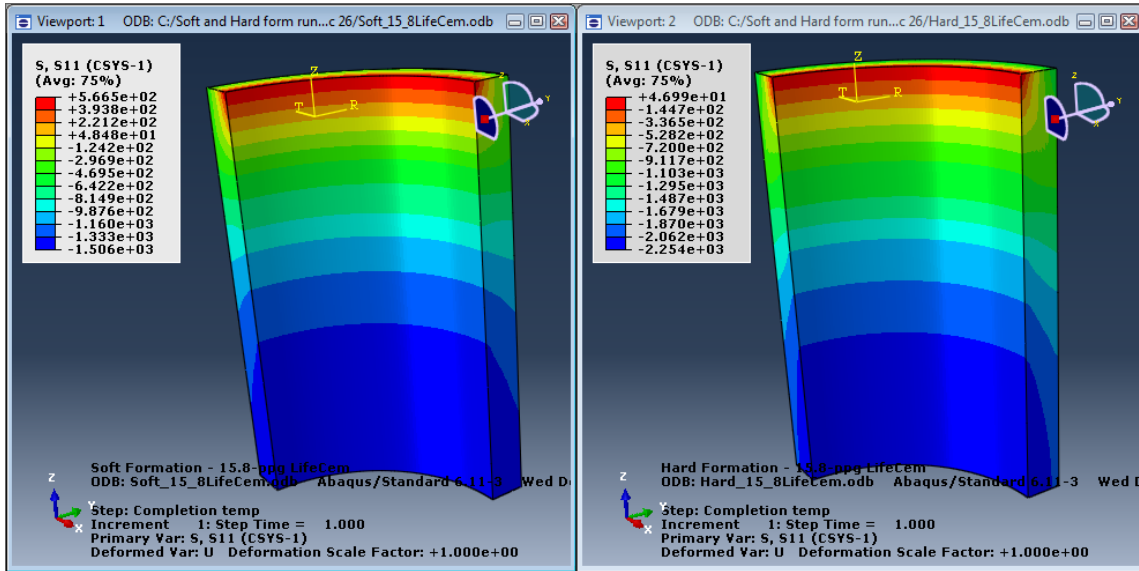 Viewport: 1 ODB: C:/Soft and Hard form run...c 26/Soft_15_8LifeCem.odb
S, S11 (CSYS-1)
(Avg: 75%)
+5.665e+02
+3.938e+02
+2.212e+02
+4.848e+01
-1.242e+02
-2.969e+02
-4.695e+02
-6.422e+02
-8.149e+02
-9.876e+02
-1.160e+03
-1.333e+03
-1.506e+03
Z
T
R
Z
Y
X
Soft Formation - 15.8-ppg LifeCem
ODB: Soft_15_8LifeCem.odb Abaqus/Standard 6.11-3 Wed D
Step: Completion temp
Increment 1: Step Time = 1.000
Primary Var: S, S11 (CSYS-1)
Deformed Var: U Deformation Scale Factor: +1.000e+00
Z
Y
X
Viewport: 2 ODB: C:/Soft and Hard form run...c 26/Hard_15_8LifeCem.odb
S, S11 (CSYS-1)
(Avg: 75%)
+4.699e+01
-1.447e+02
-3.365e+02
-5.282e+02
-7.200e+02
-9.117e+02
-1.103e+03
-1.295e+03
-1.487e+03
-1.679e+03
-1.870e+03
-2.062e+03
-2.254e+03
Z
T
R
Z
Y
X
Hard Formation - 15.8-ppg LifeCem
ODB: Hard_15_8LifeCem.odb Abaqus/Standard 6.11-3 Wed D
Step: Completion temp
Increment 1: Step Time = 1.000
Primary Var: S, S11 (CSYS-1)
Deformed Var: U Deformation Scale Factor: +1.000e+00
Z
Y
X